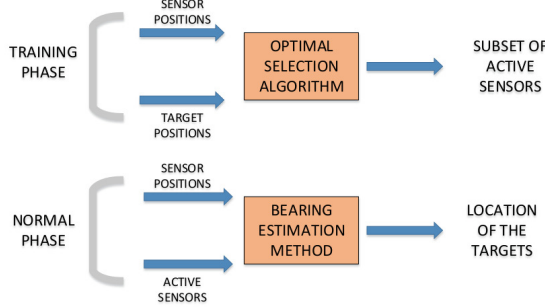 SENSOR
POSITIONS
TRAINING
PHASE
OPTIMAL
SELECTION
ALGORITHM
SUBSET OF
ACTIVE
SENSORS
TARGET
POSITIONS
SENSOR
POSITIONS
NORMAL
PHASE
BEARING
ESTIMATION
METHOD
LOCATION
OF THE
TARGETS
ACTIVE
SENSORS